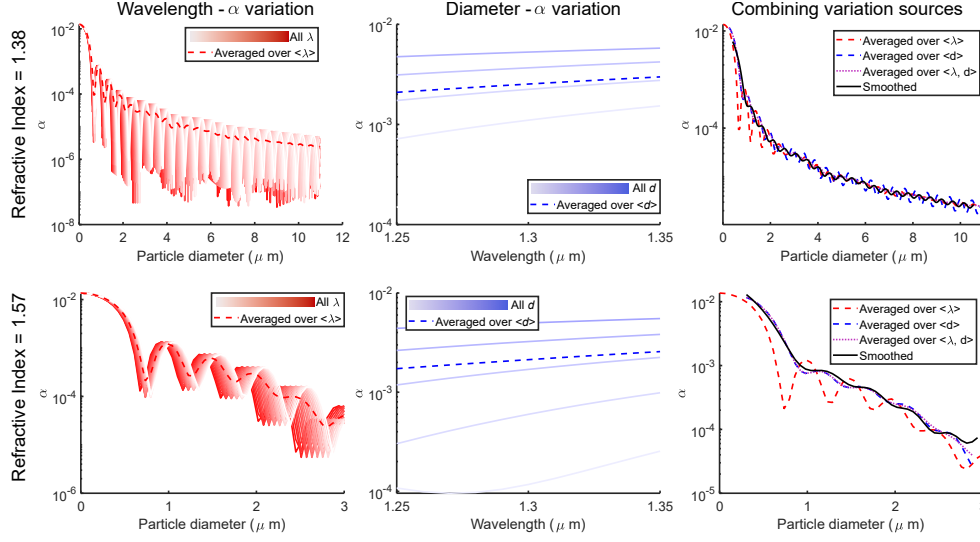 Wavelength - α variation
Diameter - α variation
Combining variation sources
Refractive Index = 1.38
10^-2
10^-4
10^-6
10^-8
α
0 2 4 6 8 10 12
Particle diameter (μ m)
All λ
Averaged over <λ>
10^-2
10^-3
10^-4
α
1.25 1.3 1.35
Wavelength (μ m)
All d
Averaged over <d>
10^-2
10^-4
α
0 2 4 6 8 10
Particle diameter (μ m)
Averaged over <λ>
Averaged over <d>
Averaged over <λ, d>
Smoothed
Refractive Index = 1.57
10^-2
10^-4
10^-6
α
0 1 2 3
Particle diameter (μ m)
All λ
Averaged over <λ>
10^-2
10^-3
10^-4
α
1.25 1.3 1.35
Wavelength (μ m)
All d
Averaged over <d>
10^-2
10^-3
10^-4
10^-5
α
0 1 2
Particle diameter (μ m)
Averaged over <λ>
Averaged over <d>
Averaged over <λ, d>
Smoothed